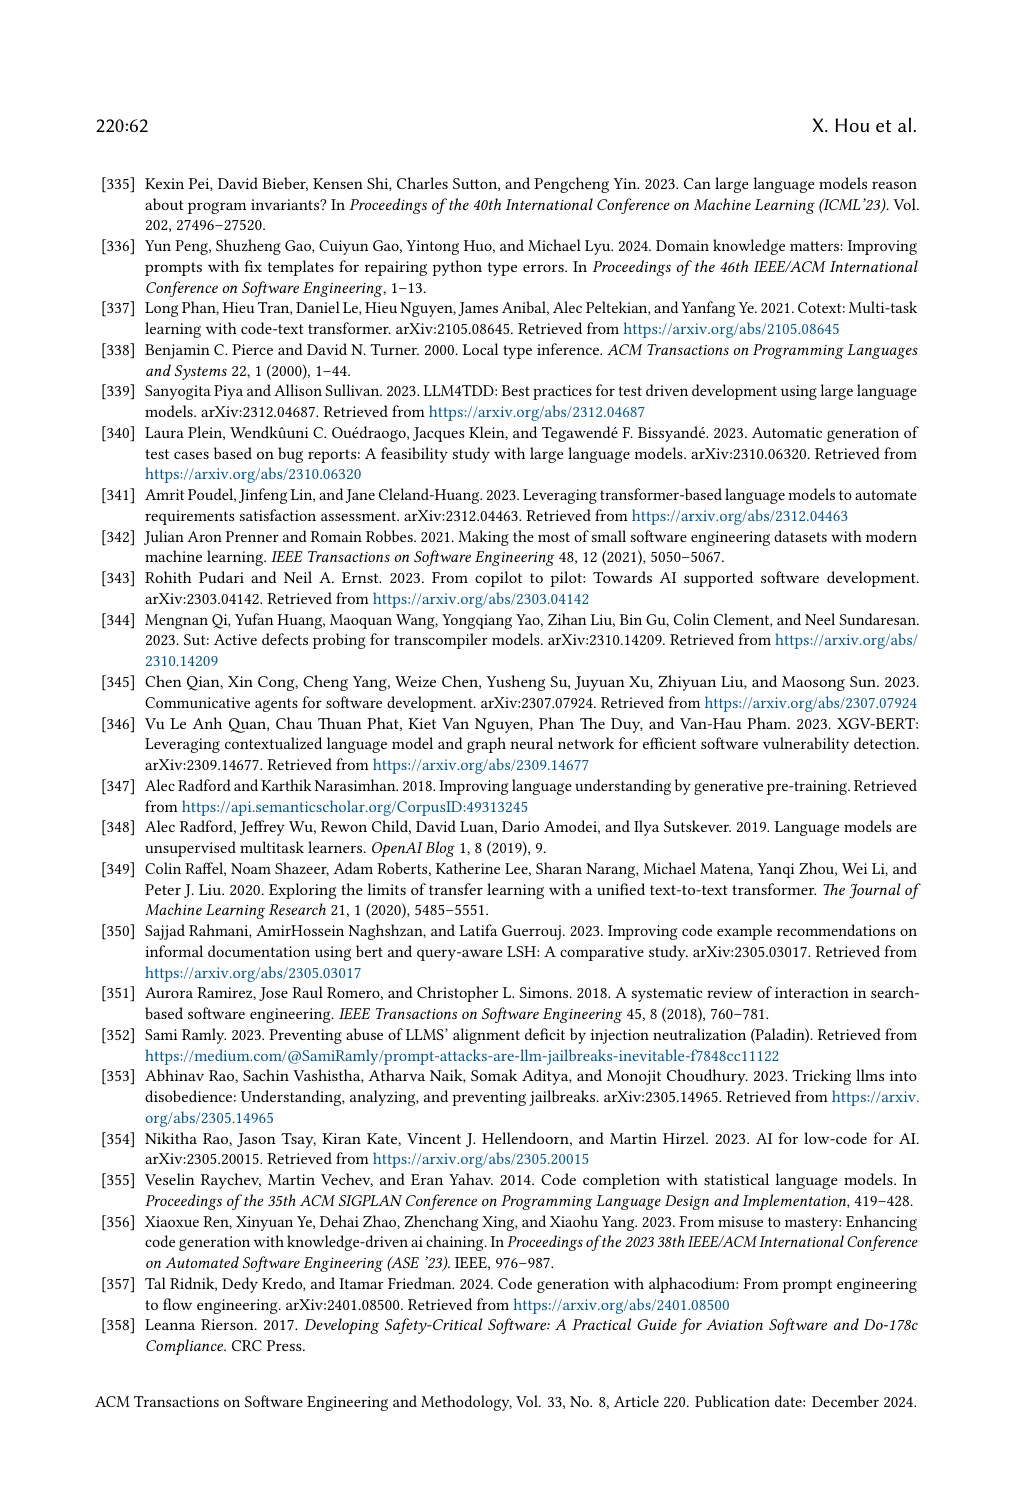 220:62
X. Hou et al.
[335] Kexin Pei, David Bieber, Kensen Shi, Charles Sutton, and Pengcheng Yin. 2023. Can large language models reason
about program invariants? In Proceedings of the 40th International Conference on Machine Learning (ICML’23). Vol.
202, 27496–27520.
[336] Yun Peng, Shuzheng Gao, Cuiyun Gao, Yintong Huo, and Michael Lyu. 2024. Domain knowledge matters: Improving
prompts with fix templates for repairing python type errors. In Proceedings of the 46th IEEE/ACM International
Conference on Software Engineering, 1–13.
[337] Long Phan, Hieu Tran, Daniel Le, Hieu Nguyen, James Anibal, Alec Peltekian, and Yanfang Ye. 2021. Cotext: Multi-task
learning with code-text transformer. arXiv:2105.08645. Retrieved from https://arxiv.org/abs/2105.08645
[338] Benjamin C. Pierce and David N. Turner. 2000. Local type inference. ACM Transactions on Programming Languages
and Systems 22, 1 (2000), 1–44.
[339] Sanyogita Piya and Allison Sullivan. 2023. LLM4TDD: Best practices for test driven development using large language
models. arXiv:2312.04687. Retrieved from https://arxiv.org/abs/2312.04687
[340] Laura Plein, Wendkûuni C. Ouédraogo, Jacques Klein, and Tegawendé F. Bissyandé. 2023. Automatic generation of
test cases based on bug reports: A feasibility study with large language models. arXiv:2310.06320. Retrieved from
https://arxiv.org/abs/2310.06320
[341] Amrit Poudel, Jinfeng Lin, and Jane Cleland-Huang. 2023. Leveraging transformer-based language models to automate
requirements satisfaction assessment. arXiv:2312.04463. Retrieved from https://arxiv.org/abs/2312.04463
[342] Julian Aron Prenner and Romain Robbes. 2021. Making the most of small software engineering datasets with modern
machine learning. IEEE Transactions on Software Engineering 48, 12 (2021), 5050–5067.
[343] Rohith Pudari and Neil A. Ernst. 2023. From copilot to pilot: Towards AI supported software development.
arXiv:2303.04142. Retrieved from https://arxiv.org/abs/2303.04142
[344] Mengnan Qi, Yufan Huang, Maoquan Wang, Yongqiang Yao, Zihan Liu, Bin Gu, Colin Clement, and Neel Sundaresan.
2023. Sut: Active defects probing for transcompiler models. arXiv:2310.14209. Retrieved from https://arxiv.org/abs/
2310.14209
[345] Chen Qian, Xin Cong, Cheng Yang, Weize Chen, Yusheng Su, Juyuan Xu, Zhiyuan Liu, and Maosong Sun. 2023.
Communicative agents for software development. arXiv:2307.07924. Retrieved from https://arxiv.org/abs/2307.07924
[346] Vu Le Anh Quan, Chau Thuan Phat, Kiet Van Nguyen, Phan The Duy, and Van-Hau Pham. 2023. XGV-BERT:
Leveraging contextualized language model and graph neural network for efficient software vulnerability detection.
arXiv:2309.14677. Retrieved from https://arxiv.org/abs/2309.14677
[347] Alec Radford and Karthik Narasimhan. 2018. Improving language understanding by generative pre-training. Retrieved
from https://api.semanticscholar.org/CorpusID:49313245
[348] Alec Radford, Jeffrey Wu, Rewon Child, David Luan, Dario Amodei, and Ilya Sutskever. 2019. Language models are
unsupervised multitask learners. OpenAI Blog 1, 8 (2019), 9.
[349] Colin Raffel, Noam Shazeer, Adam Roberts, Katherine Lee, Sharan Narang, Michael Matena, Yanqi Zhou, Wei Li, and
Peter J. Liu. 2020. Exploring the limits of transfer learning with a unified text-to-text transformer. The Journal of
Machine Learning Research 21, 1 (2020), 5485–5551.
[350] Sajjad Rahmani, AmirHossein Naghshzan, and Latifa Guerrouj. 2023. Improving code example recommendations on
informal documentation using bert and query-aware LSH: A comparative study. arXiv:2305.03017. Retrieved from
https://arxiv.org/abs/2305.03017
[351] Aurora Ramirez, Jose Raul Romero, and Christopher L. Simons. 2018. A systematic review of interaction in search-
based software engineering. IEEE Transactions on Software Engineering 45, 8 (2018), 760–781.
[352] Sami Ramly. 2023. Preventing abuse of LLMS’ alignment deficit by injection neutralization (Paladin). Retrieved from
https://medium.com/@SamiRamly/prompt-attacks-are-llm-jailbreaks-inevitable-f7848cc11122
[353] Abhinav Rao, Sachin Vashistha, Atharva Naik, Somak Aditya, and Monojit Choudhury. 2023. Tricking llms into
disobedience: Understanding, analyzing, and preventing jailbreaks. arXiv:2305.14965. Retrieved from https://arxiv.
org/abs/2305.14965
[354] Nikitha Rao, Jason Tsay, Kiran Kate, Vincent J. Hellendoorn, and Martin Hirzel. 2023. AI for low-code for AI.
arXiv:2305.20015. Retrieved from https://arxiv.org/abs/2305.20015
[355] Veselin Raychev, Martin Vechev, and Eran Yahav. 2014. Code completion with statistical language models. In
Proceedings of the 35th ACM SIGPLAN Conference on Programming Language Design and Implementation, 419–428.
[356] Xiaoxue Ren, Xinyuan Ye, Dehai Zhao, Zhenchang Xing, and Xiaohu Yang. 2023. From misuse to mastery: Enhancing
code generation with knowledge-driven ai chaining. In Proceedings of the 2023 38th IEEE/ACM International Conference
on Automated Software Engineering (ASE ’23). IEEE, 976–987.
[357] Tal Ridnik, Dedy Kredo, and Itamar Friedman. 2024. Code generation with alphacodium: From prompt engineering
to flow engineering. arXiv:2401.08500. Retrieved from https://arxiv.org/abs/2401.08500
[358] Leanna Rierson. 2017. Developing Safety-Critical Software: A Practical Guide for Aviation Software and Do-178c
Compliance. CRC Press.
ACM Transactions on Software Engineering and Methodology, Vol. 33, No. 8, Article 220. Publication date: December 2024.